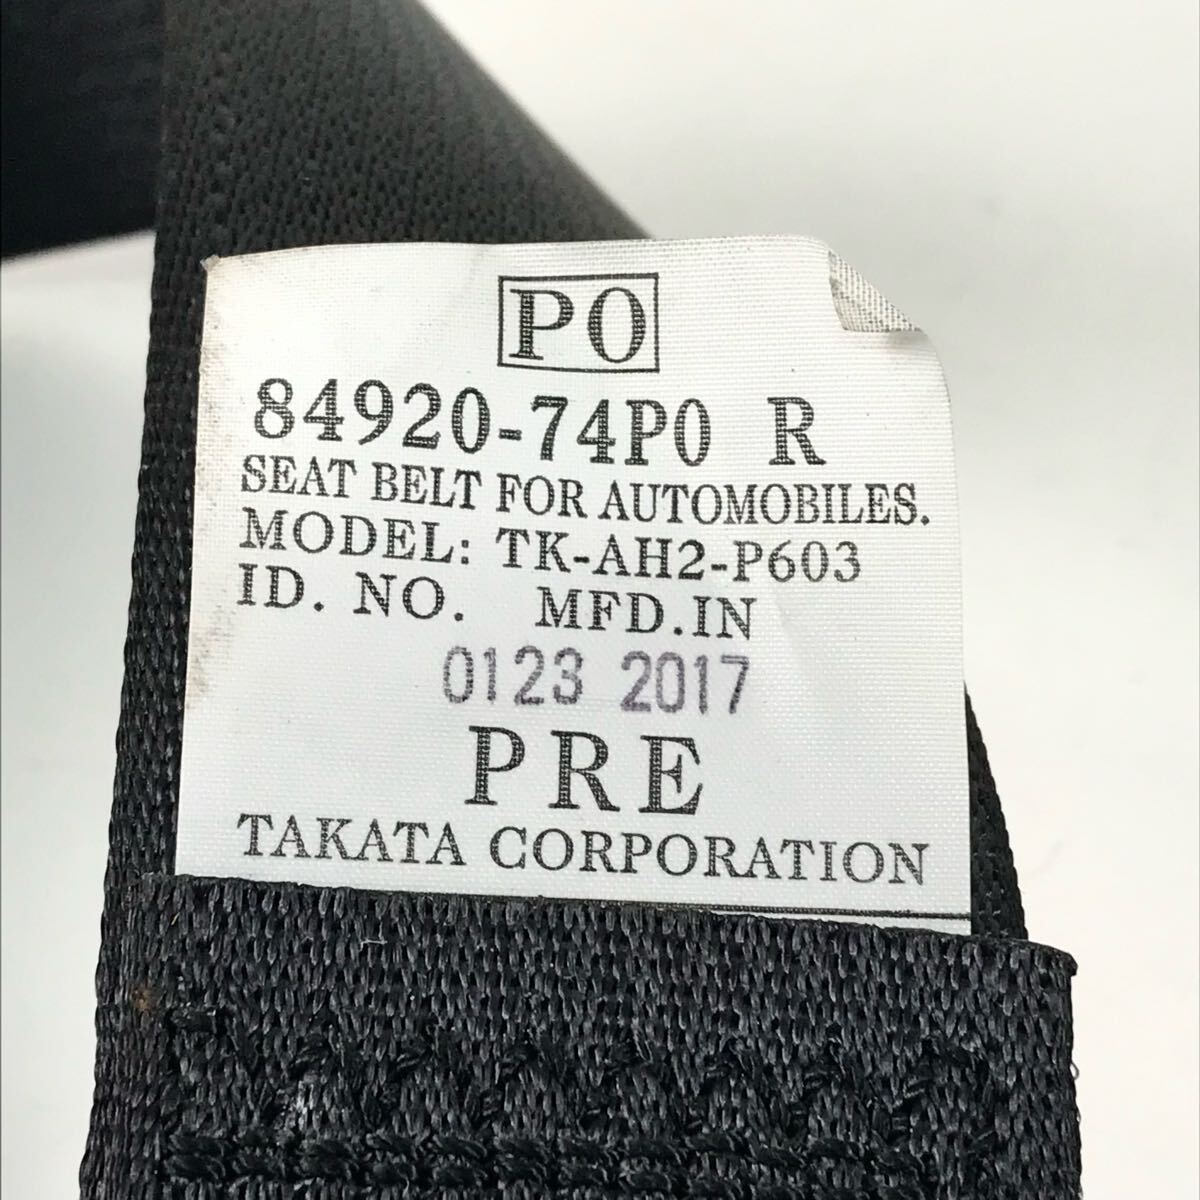 PO
84920-74P0 R
SEAT BELT FOR AUTOMOBILES.
MODEL: TK-AH2-P603
ID. NO. MFD.IN
0123 2017
PRE
TAKATA CORPORATION